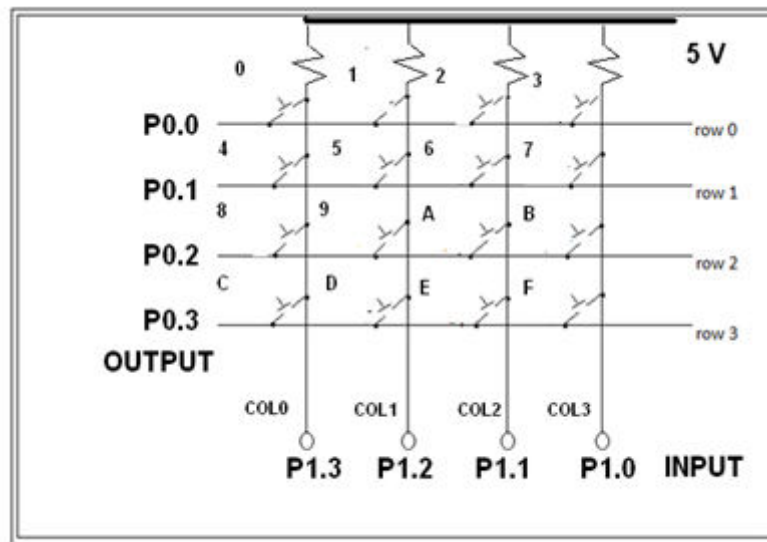 5 V
0 1 2 3
P0.0 row 0
4 5 6 7
P0.1 row 1
8 9 A B
P0.2 row 2
C D E F
P0.3 row 3
OUTPUT
COL0 COL1 COL2 COL3
P1.3 P1.2 P1.1 P1.0 INPUT